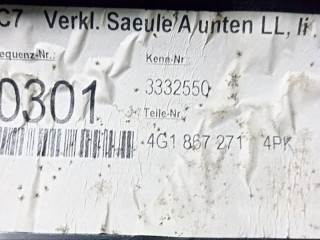 C7 Verkl. Saeule A unten LL, li
equenz-Nr.: Kenn-Nr.:
0301 3332550
Teile-Nr.:
4G1 867 271 4PK